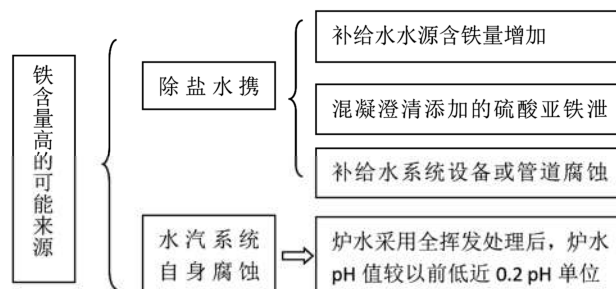 铁含量高的可能来源
除盐水携
补给水水源含铁量增加
混凝澄清添加的硫酸亚铁泄
补给水系统设备或管道腐蚀
水汽系统
自身腐蚀
炉水采用全挥发处理后，炉水
pH 值较以前低近 0.2 pH 单位